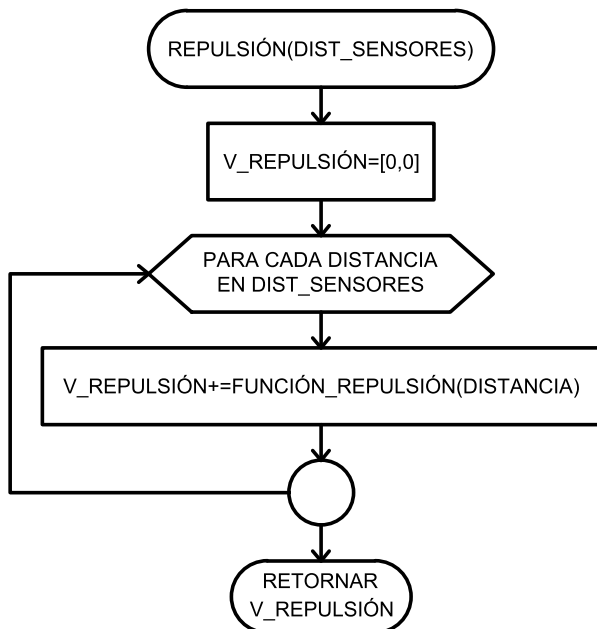 REPULSIÓN(DIST_SENSORES)
V_REPULSIÓN=[0,0]
PARA CADA DISTANCIA
EN DIST_SENSORES
V_REPULSIÓN+=FUNCIÓN_REPULSIÓN(DISTANCIA)
RETORNAR
V_REPULSIÓN